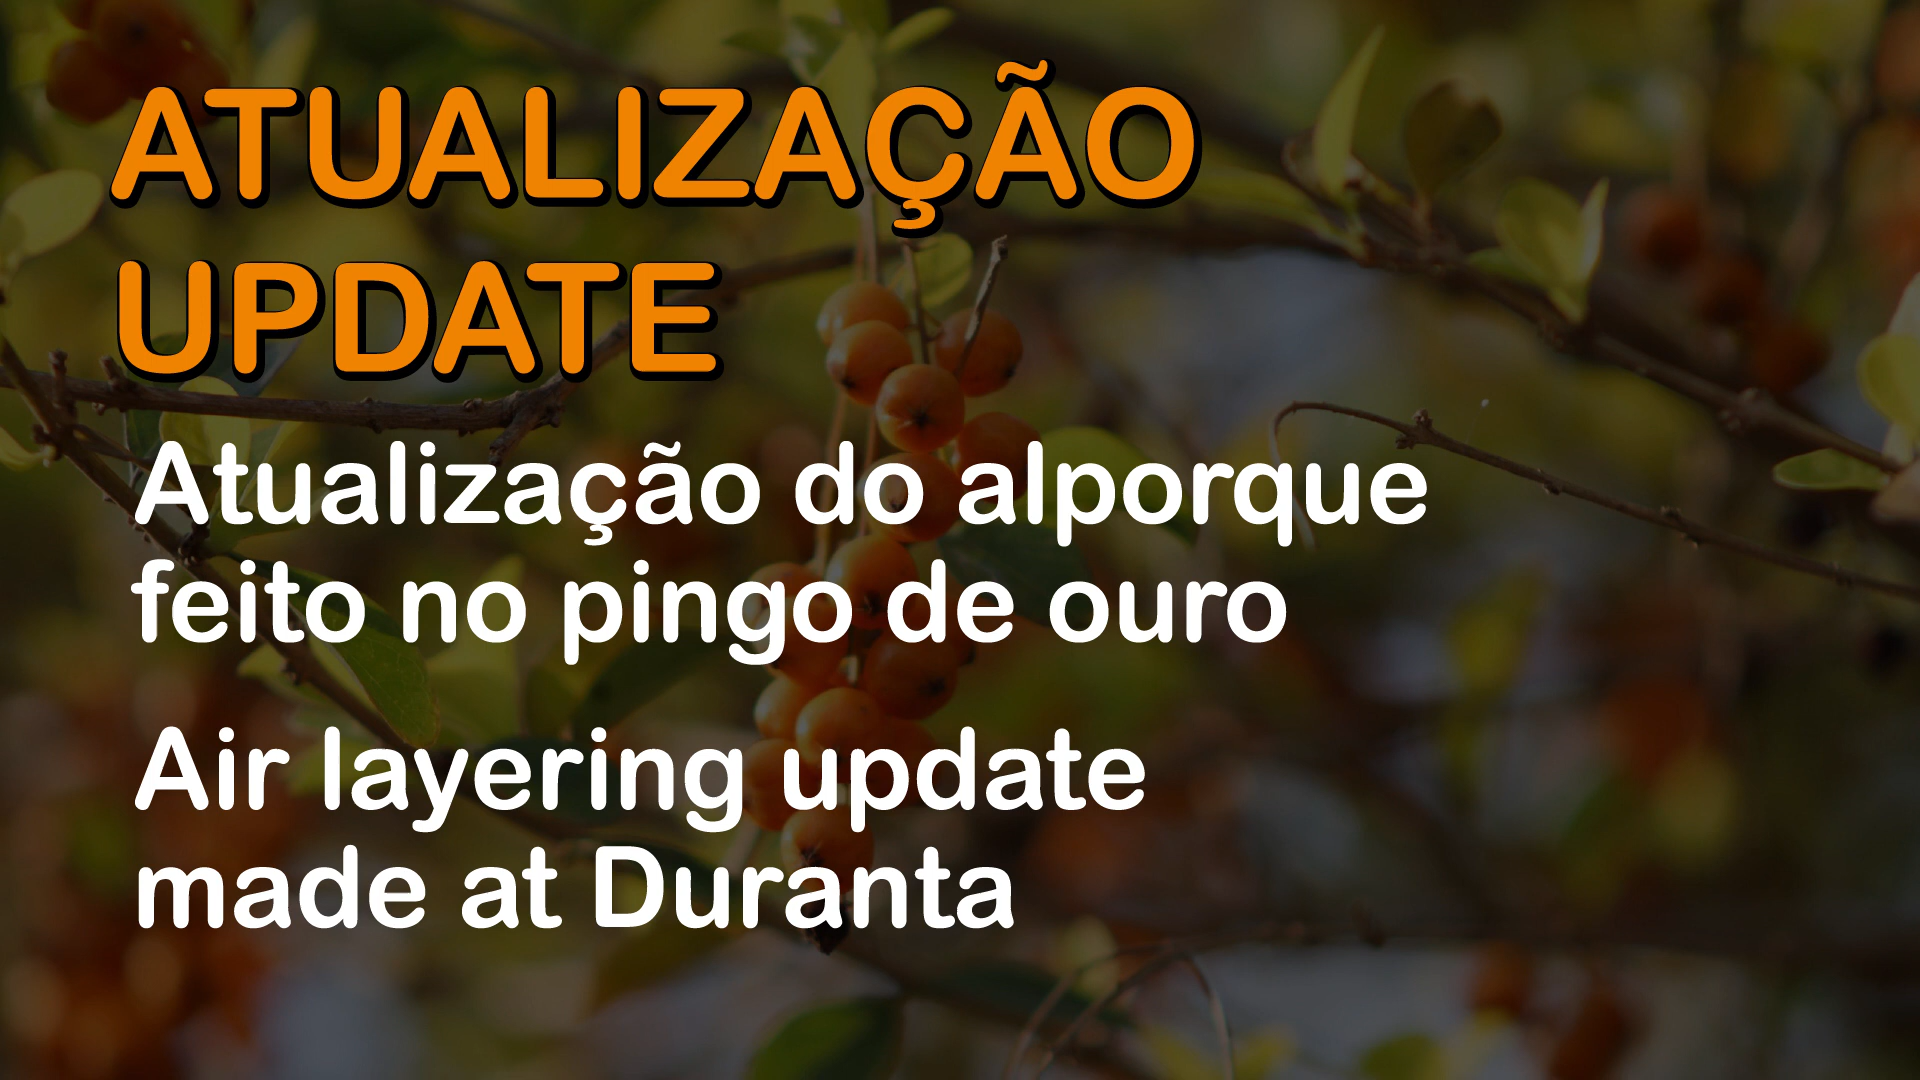 ATUALIZAÇÃO
UPDATE
Atualização do alporque
feito no pingo de ouro
Air layering update
made at Duranta